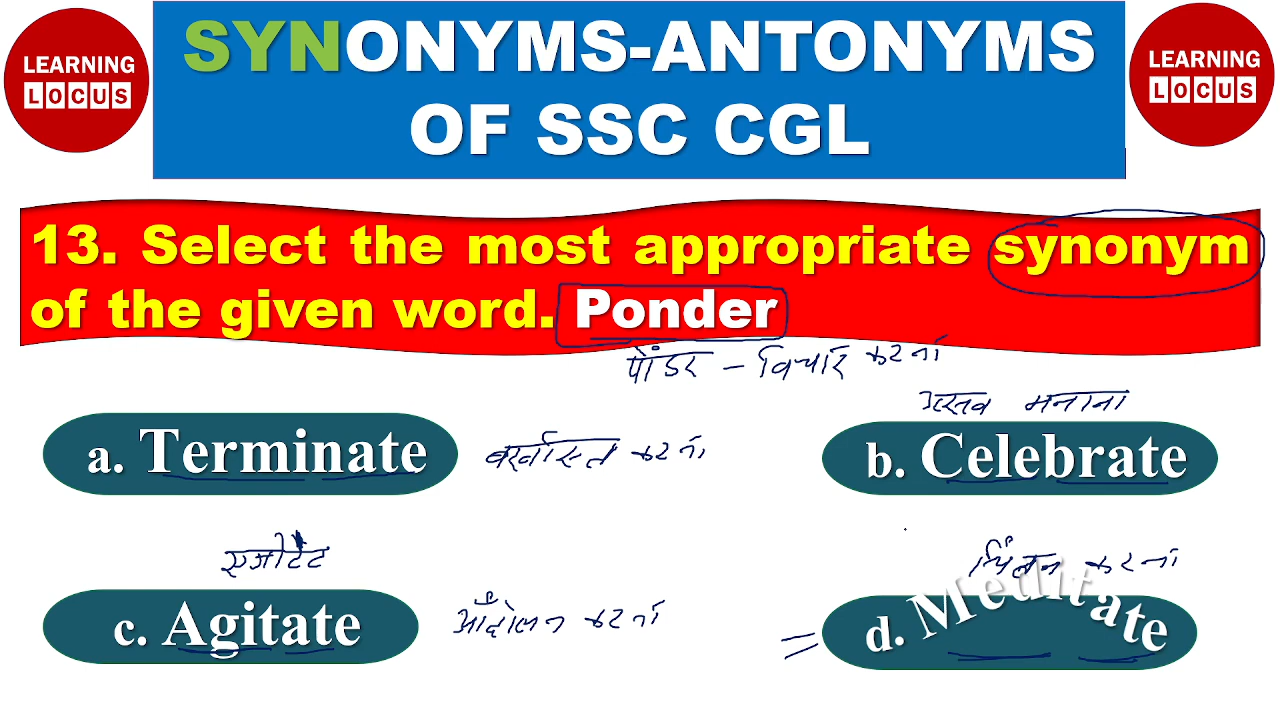 LEARNING
LOCUS
SYNONYMS-ANTONYMS
OF SSC CGL
LEARNING
LOCUS
13. Select the most appropriate synonym
of the given word. Ponder
पोंडर – विचार करना
उत्सव मनाना
a. Terminate
बर्खास्त करना
b. Celebrate
एजीटेट
चिंतन करना
c. Agitate
आंदोलन करना
d. Meditate